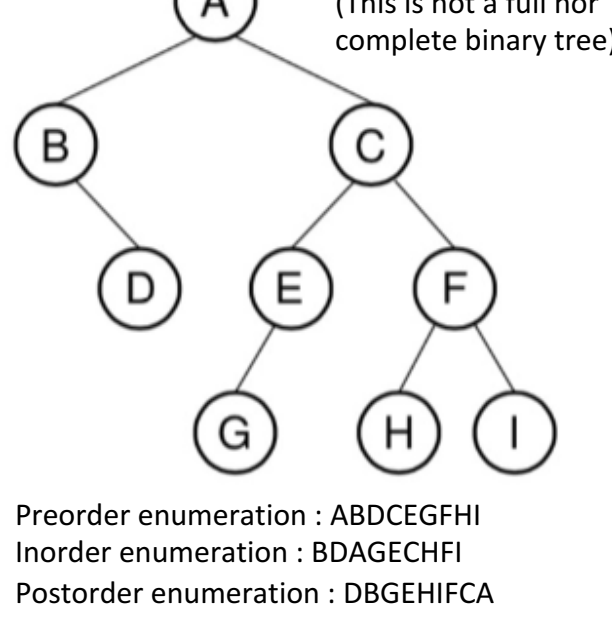 (This is not a full nor
complete binary tree)
A
B
C
D
E
F
G
H
I
Preorder enumeration : ABDCEGFHI
Inorder enumeration : BDAGECHFI
Postorder enumeration : DBGEHIFCA